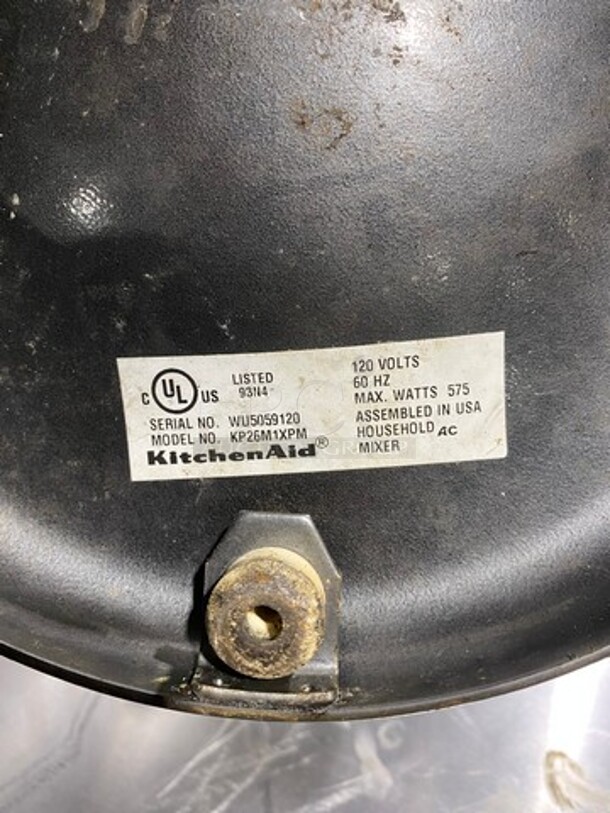 C UL US LISTED
93N4
SERIAL NO. WU5059120
MODEL NO. KP26M1XPM
KitchenAid®
120 VOLTS
60 HZ
MAX. WATTS 575
ASSEMBLED IN USA
HOUSEHOLD AC
MIXER